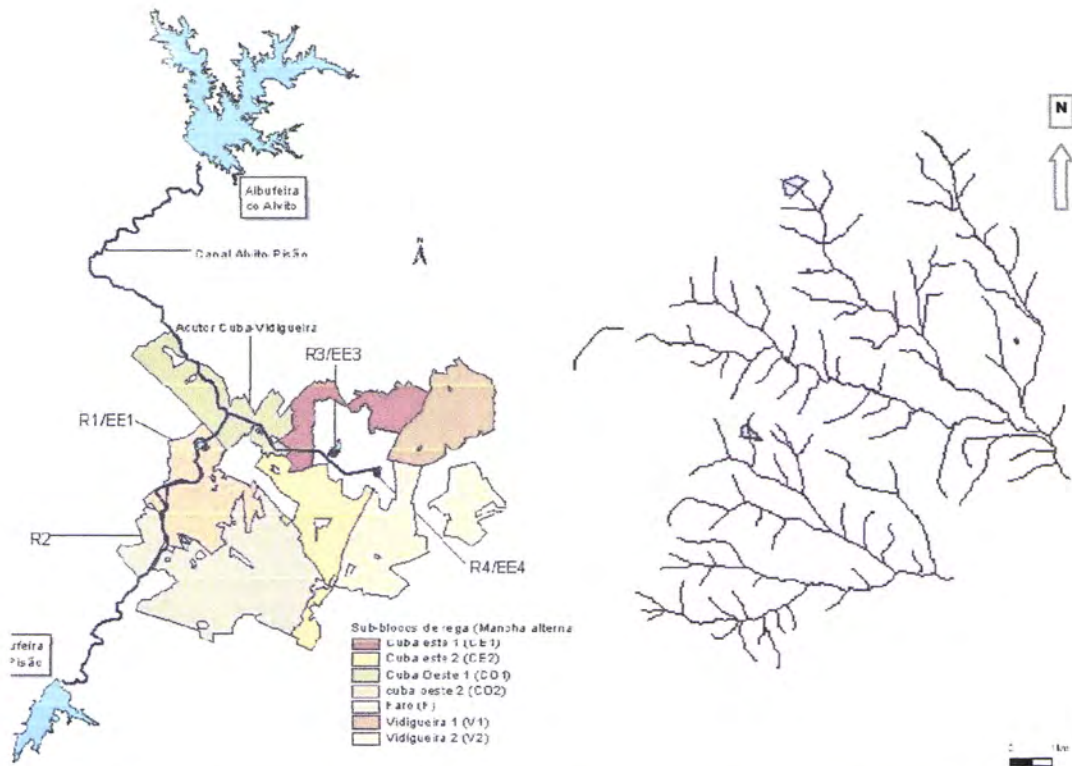 Albufeira
do Alvito
Canal Alvito-Pisão
N
Adutor Cuba-Vidigueira
R3/EE3
R1/EE1
R2
R4/EE4
ufeira
Pisão
Sub-blocos de rega (Mancha alterna
Cuba este 1 (CE1)
Cuba este 2 (CE2)
Cuba Oeste 1 (CO1)
cuba oeste 2 (CO2)
Faro (F)
Vidigueira 1 (V1)
Vidigueira 2 (V2)
N